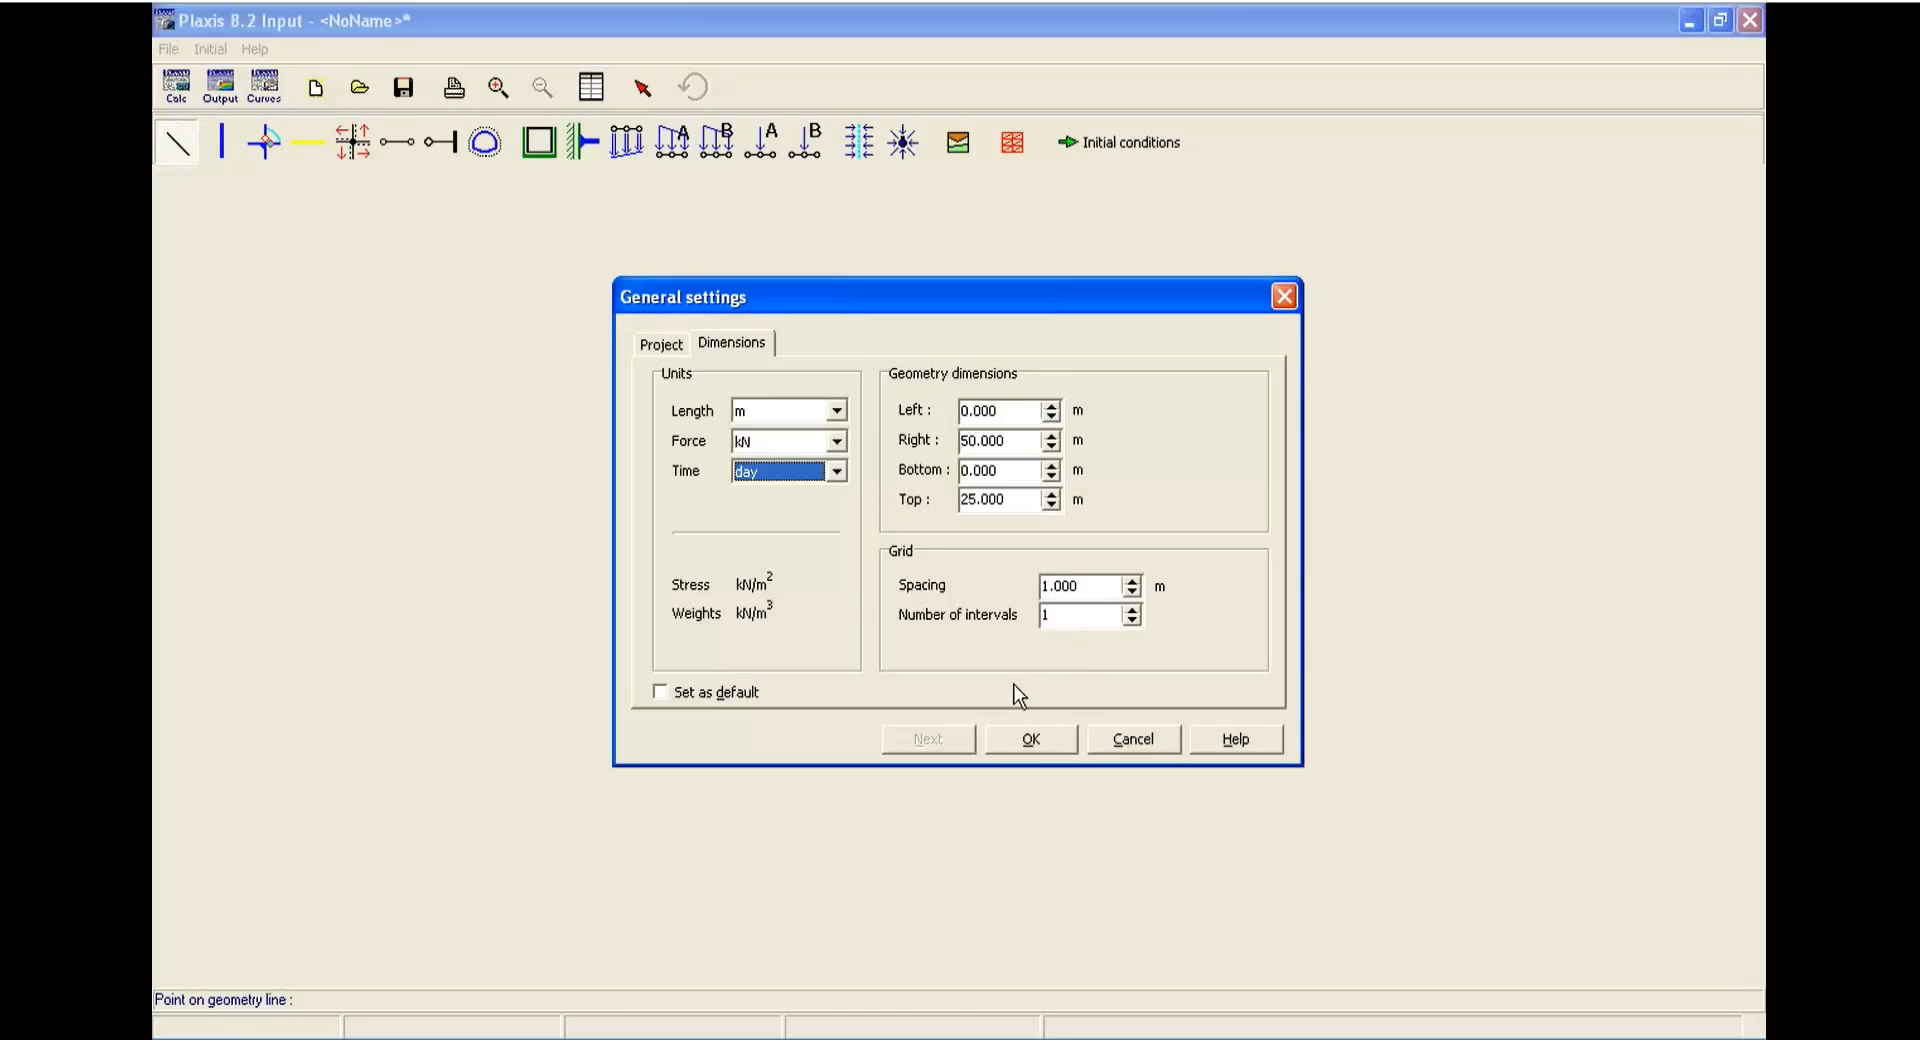 Plaxis 8.2 Input - <NoName>*
File Initial Help
Calc Output Curves
A B A B Initial conditions
General settings
Project Dimensions
Units
Length m
Force kN
Time day
Stress kN/m²
Weights kN/m³
Geometry dimensions
Left : 0.000 m
Right : 50.000 m
Bottom : 0.000 m
Top : 25.000 m
Grid
Spacing 1.000 m
Number of intervals 1
Set as default
Next OK Cancel Help
Point on geometry line :